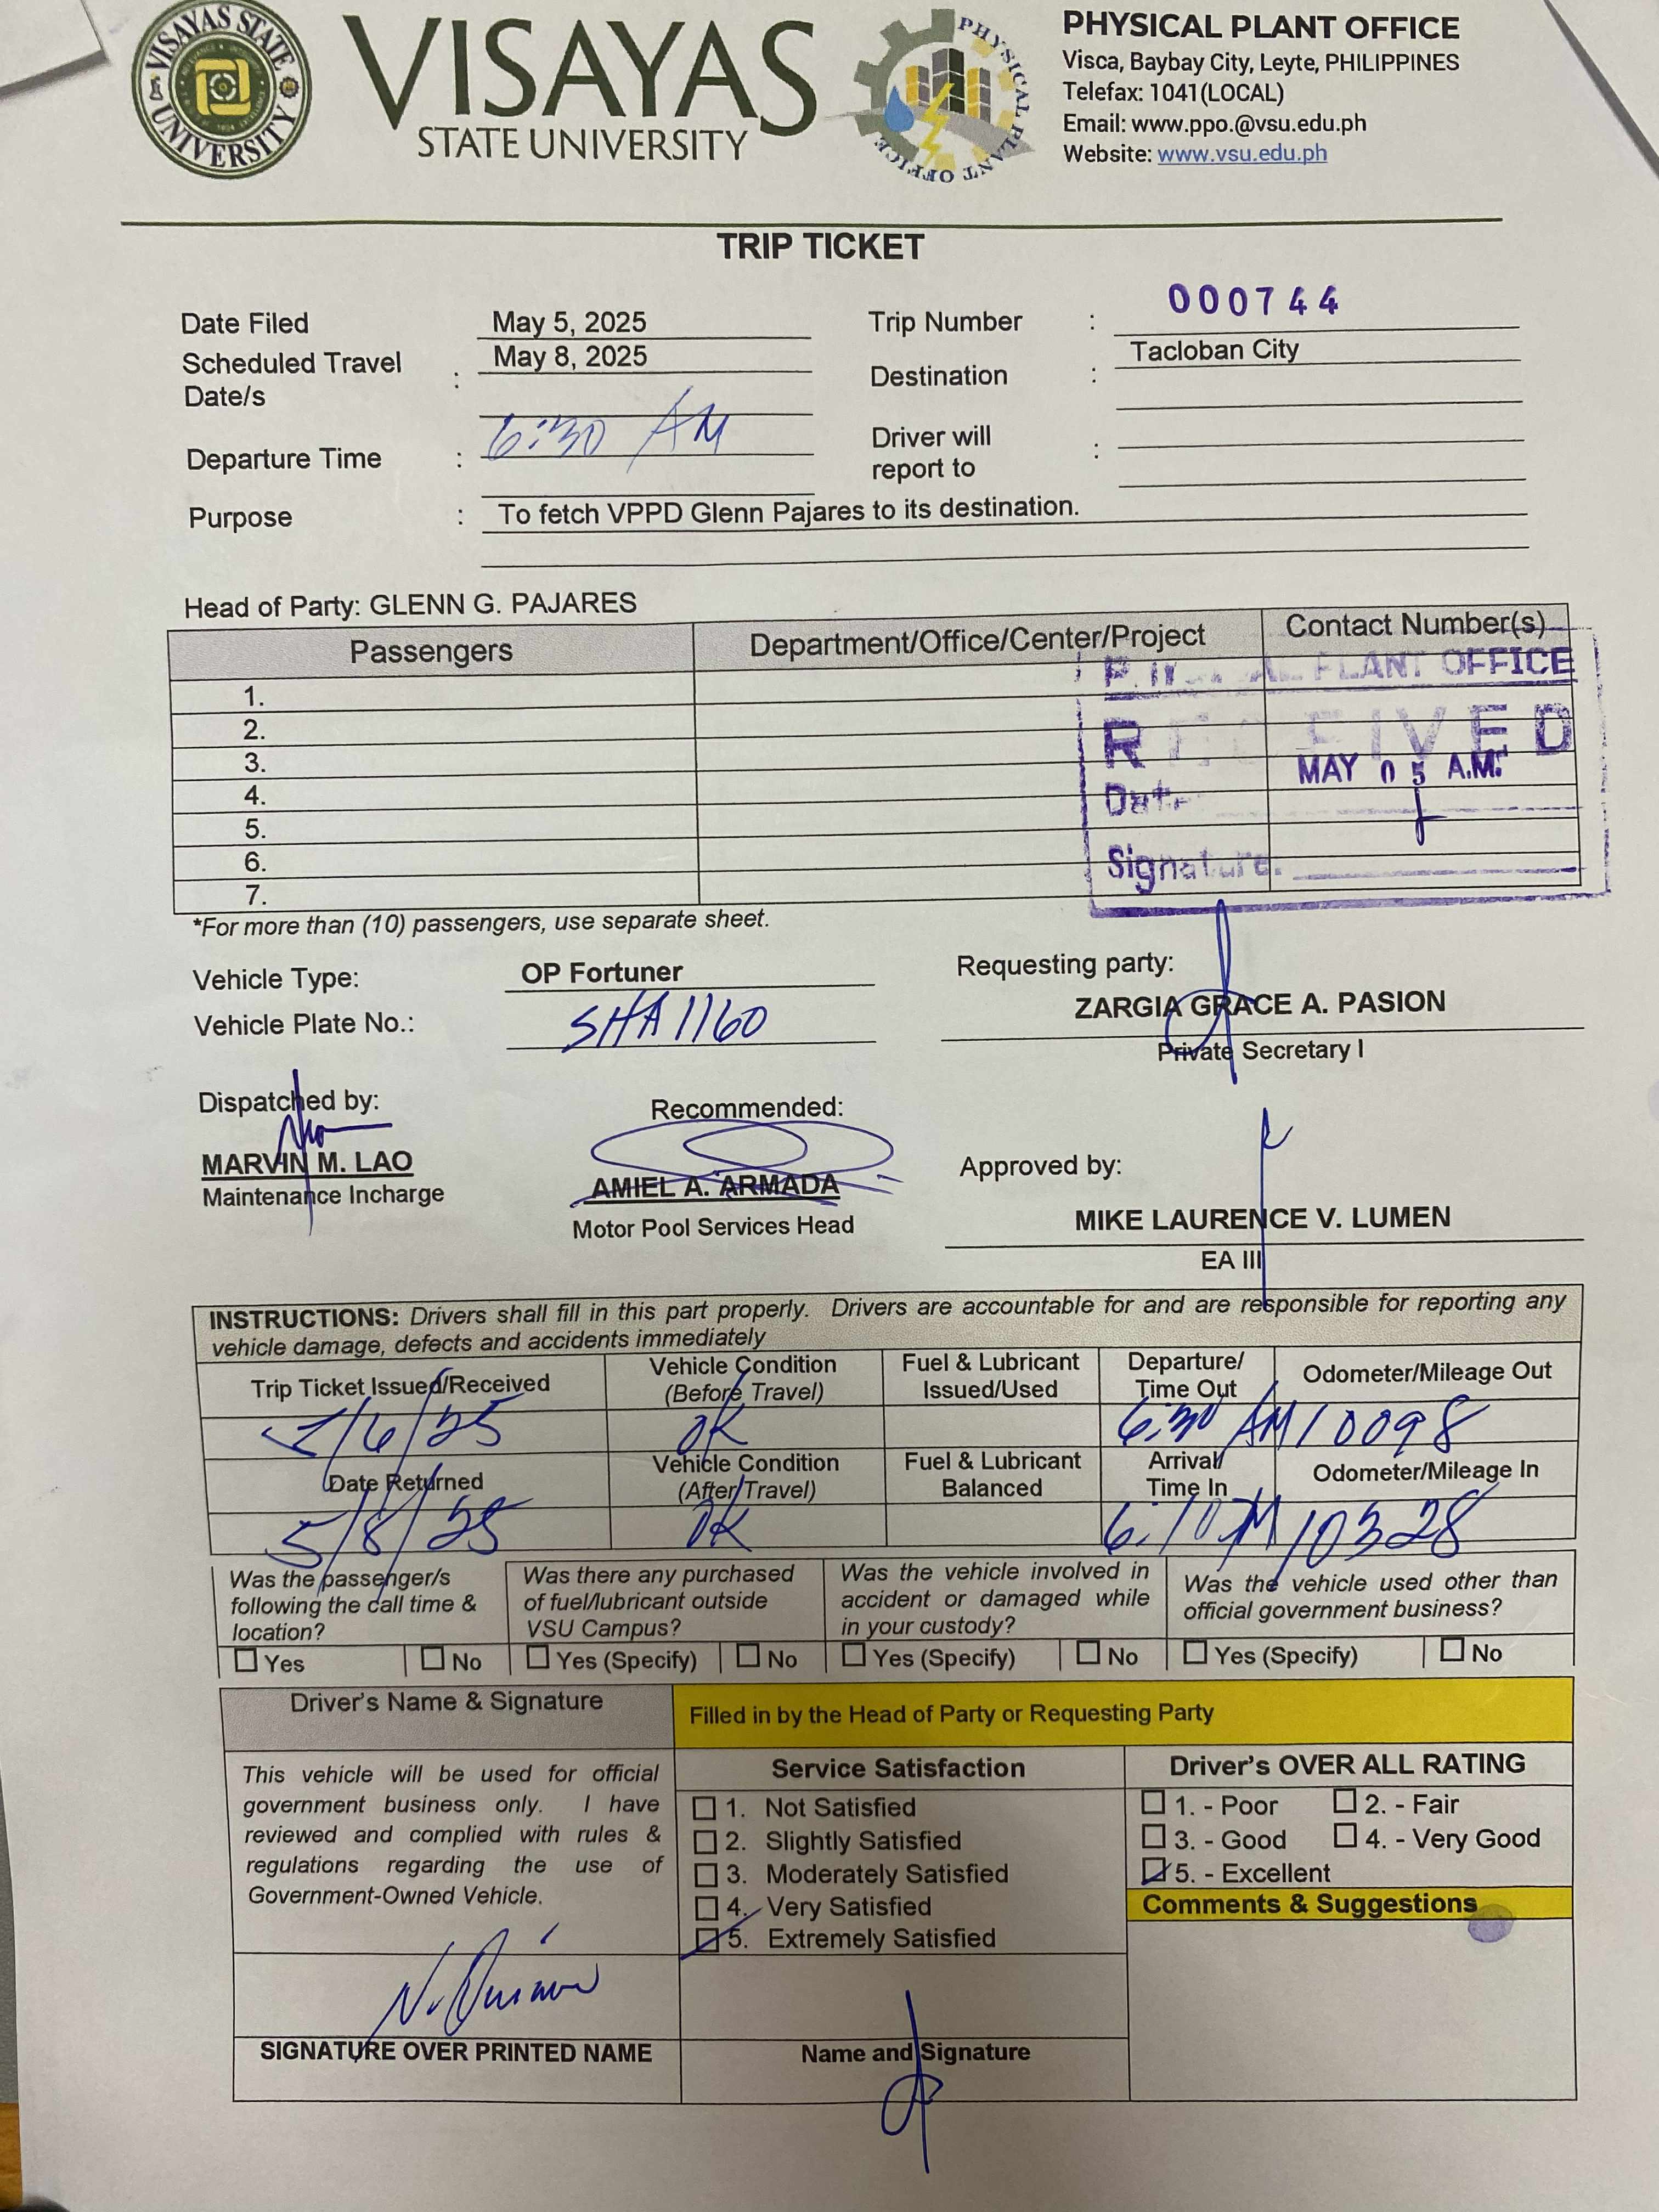 VISAYAS STATE UNIVERSITY
VISAYAS
STATE UNIVERSITY
PHYSICAL PLANT OFFICE
PHYSICAL PLANT OFFICE
Visca, Baybay City, Leyte, PHILIPPINES
Telefax: 1041(LOCAL)
Email: www.ppo.@vsu.edu.ph
Website: www.vsu.edu.ph
TRIP TICKET
Date Filed May 5, 2025 Trip Number : 000744
Scheduled Travel Date/s : May 8, 2025 Destination : Tacloban City
Departure Time : 6:30 AM Driver will report to :
Purpose : To fetch VPPD Glenn Pajares to its destination.
Head of Party: GLENN G. PAJARES
Passengers Department/Office/Center/Project Contact Number(s)
1.
2.
3.
4.
5.
6.
7.
PLANT OFFICE
RECEIVED
MAY 05 A.M.
Date
Signature:
*For more than (10) passengers, use separate sheet.
Vehicle Type: OP Fortuner
Vehicle Plate No.: SHA 1160
Requesting party:
ZARGIA GRACE A. PASION
Private Secretary I
Dispatched by:
MARVIN M. LAO
Maintenance Incharge
Recommended:
AMIEL A. ARMADA
Motor Pool Services Head
Approved by:
MIKE LAURENCE V. LUMEN
EA III
INSTRUCTIONS: Drivers shall fill in this part properly. Drivers are accountable for and are responsible for reporting any
vehicle damage, defects and accidents immediately
Trip Ticket Issued/Received Vehicle Condition (Before Travel) Fuel & Lubricant Issued/Used Departure/ Time Out Odometer/Mileage Out
5/6/25 OK 6:30 AM 10098
Date Returned Vehicle Condition (After Travel) Fuel & Lubricant Balanced Arrival/ Time In Odometer/Mileage In
5/8/25 OK 6:10 PM 10328
Was the passenger/s following the call time & location?
Yes No
Was there any purchased of fuel/lubricant outside VSU Campus?
Yes (Specify) No
Was the vehicle involved in accident or damaged while in your custody?
Yes (Specify) No
Was the vehicle used other than official government business?
Yes (Specify) No
Driver's Name & Signature
Filled in by the Head of Party or Requesting Party
This vehicle will be used for official
government business only. I have
reviewed and complied with rules &
regulations regarding the use of
Government-Owned Vehicle.
SIGNATURE OVER PRINTED NAME
Service Satisfaction
1. Not Satisfied
2. Slightly Satisfied
3. Moderately Satisfied
4. Very Satisfied
5. Extremely Satisfied
Name and Signature
Driver's OVER ALL RATING
1. - Poor 2. - Fair
3. - Good 4. - Very Good
5. - Excellent
Comments & Suggestions